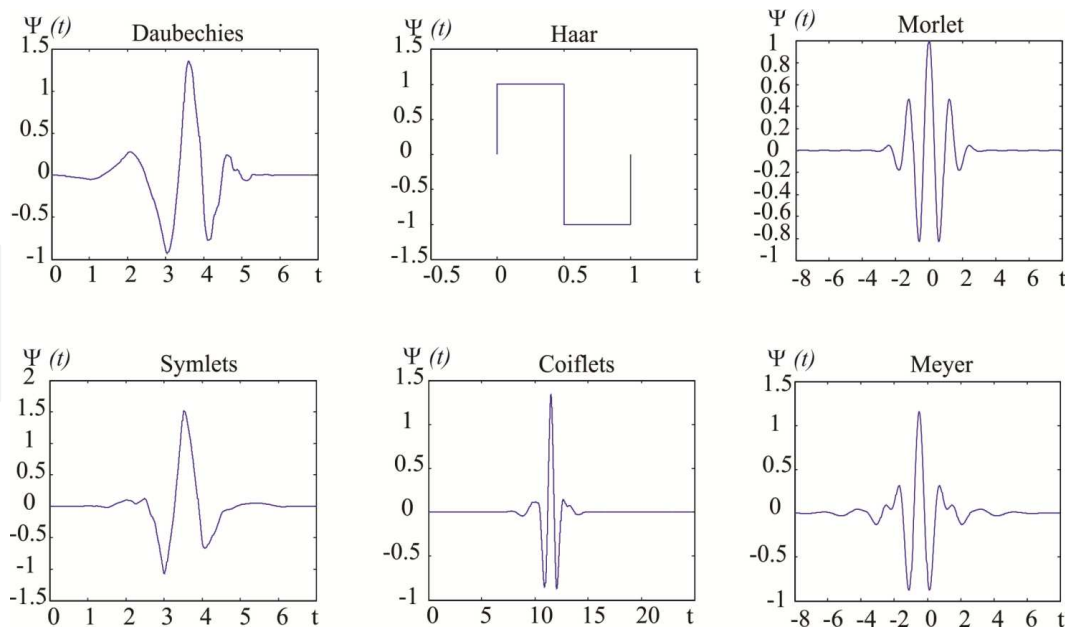 Ψ (t)
Daubechies
1.5
1
0.5
0
-0.5
-1
0 1 2 3 4 5 6 t
Ψ (t)
Haar
1.5
1
0.5
0
-0.5
-1
-1.5
-0.5 0 0.5 1 t
Ψ (t)
Morlet
1
0.8
0.6
0.4
0.2
0
-0.2
-0.4
-0.6
-0.8
-1
-8 -6 -4 -2 0 2 4 6 t
Ψ (t)
Symlets
2
1.5
1
0.5
0
-0.5
-1
-1.5
0 1 2 3 4 5 6 t
Ψ (t)
Coiflets
1.5
1
0.5
0
-0.5
-1
0 5 10 15 20 t
Ψ (t)
Meyer
1.5
1
0.5
0
-0.5
-1
-8 -6 -4 -2 0 2 4 6 t